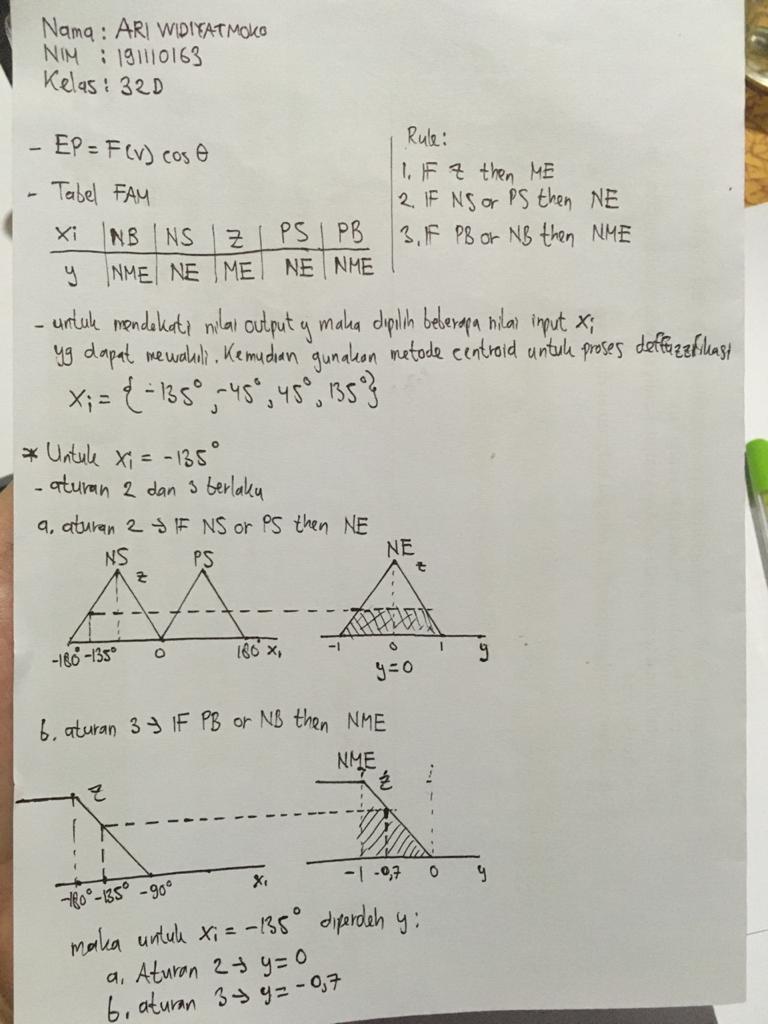 Nama : ARI WIDIYATMOKO
NIM : 191110163
Kelas : 32D
- EP = F(v) cos θ
- Tabel FAM
Xi | NB | NS | Z | PS | PB
y | NME | NE | ME | NE | NME
Rule:
1. IF Z then ME
2. IF NS or PS then NE
3. IF PB or NB then NME
- untuk mendekati nilai output y maka dipilih beberapa nilai input Xi
yg dapat mewakili. Kemudian gunakan metode centroid untuk proses deffuzzifikasi
Xi = {-135°, -45°, 45°, 135°}
* Untuk Xi = -135°
- aturan 2 dan 3 berlaku
a. aturan 2 → IF NS or PS then NE
NS PS NE
z z
-180° -135° 0 180° Xi -1 0 1 y
y=0
b. aturan 3 → IF PB or NB then NME
NME
z z
-180° -135° -90° Xi -1 -0,7 0 y
maka untuk Xi = -135° diperoleh y :
a. Aturan 2 → y = 0
b. aturan 3 → y = -0,7